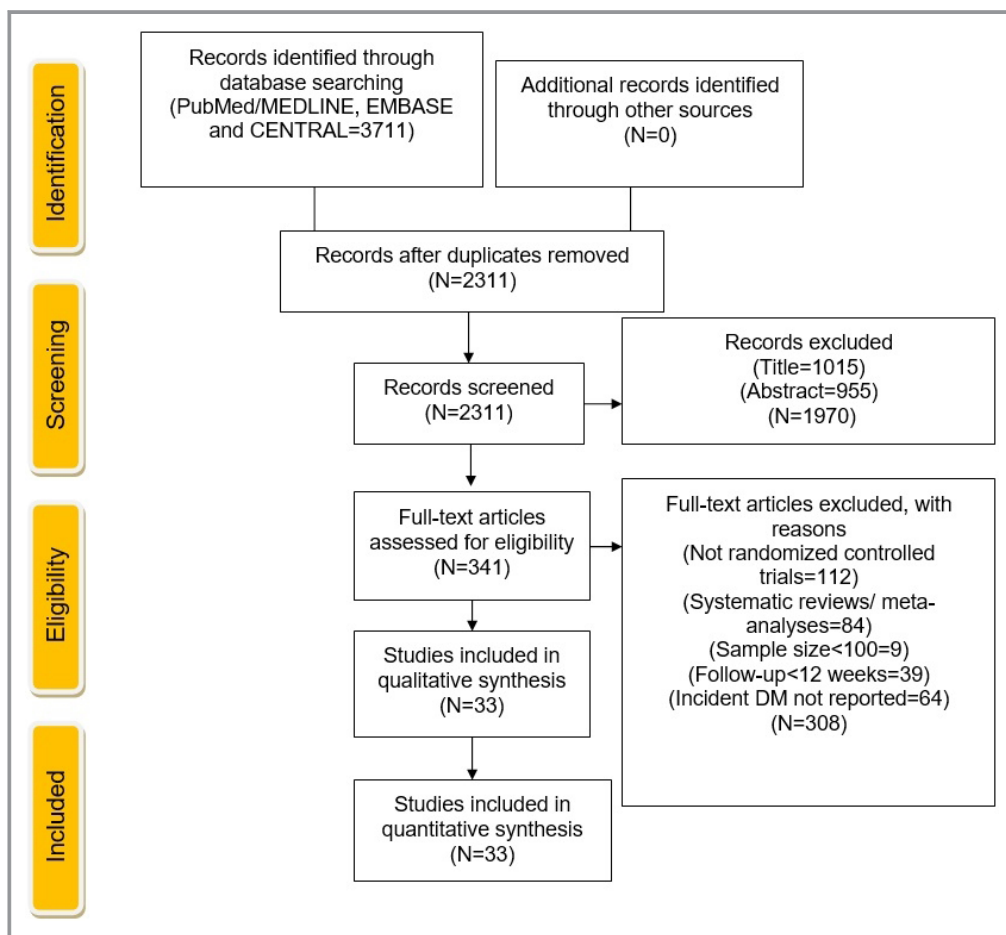 Identification
Records identified through
database searching
(PubMed/MEDLINE, EMBASE
and CENTRAL=3711)
Additional records identified
through other sources
(N=0)
Records after duplicates removed
(N=2311)
Screening
Records screened
(N=2311)
Records excluded
(Title=1015)
(Abstract=955)
(N=1970)
Eligibility
Full-text articles
assessed for eligibility
(N=341)
Full-text articles excluded, with
reasons
(Not randomized controlled
trials=112)
(Systematic reviews/ meta-
analyses=84)
(Sample size<100=9)
(Follow-up<12 weeks=39)
(Incident DM not reported=64)
(N=308)
Studies included in
qualitative synthesis
(N=33)
Included
Studies included in
quantitative synthesis
(N=33)